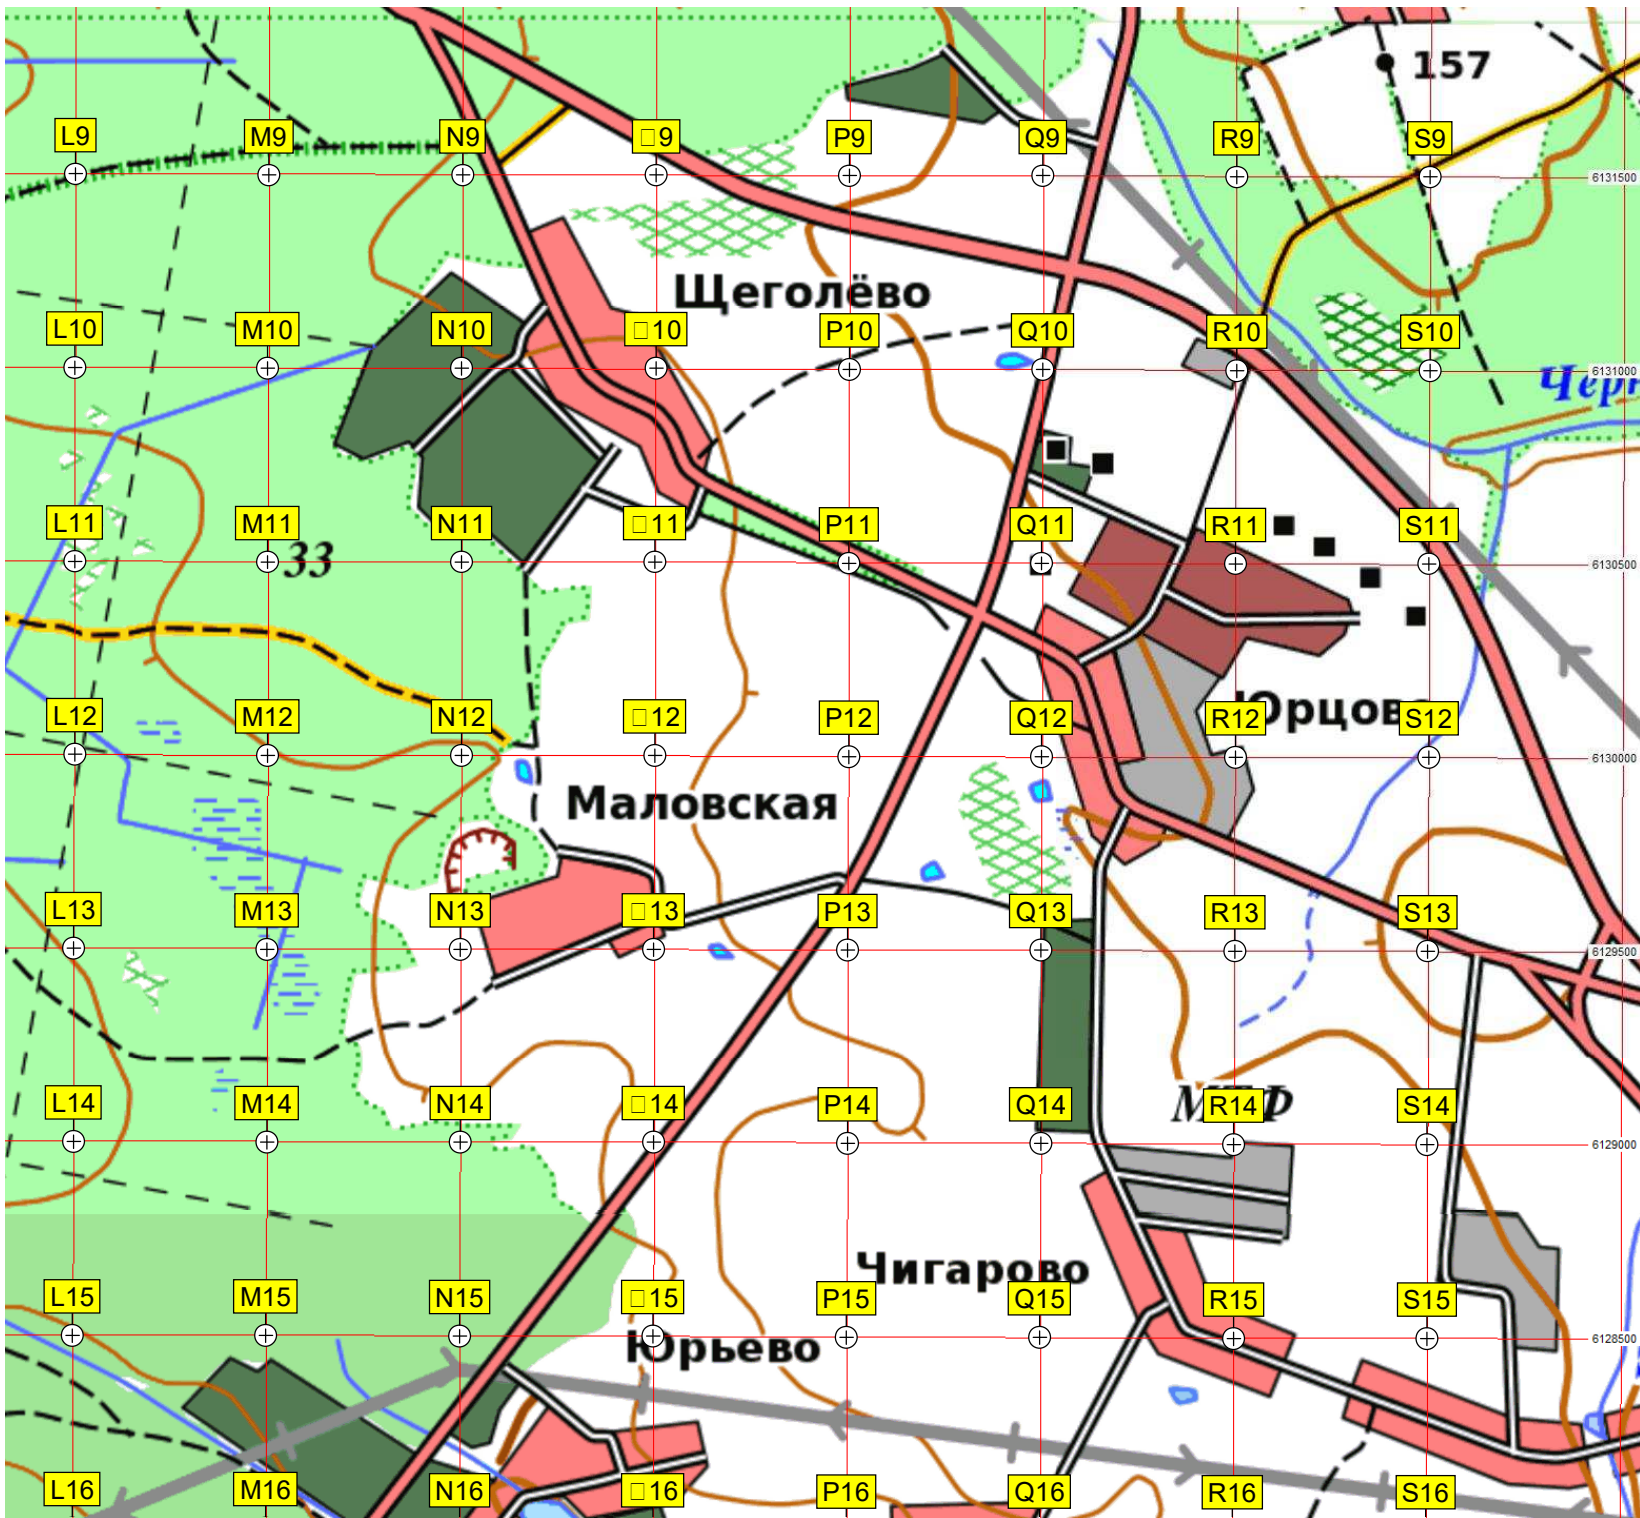 157
L9 M9 N9 □9 P9 Q9 R9 S9
6131500
Щеголёво
L10 M10 N10 □10 P10 Q10 R10 S10
6131000
L11 M11 N11 □11 P11 Q11 R11 S11
33
6130500
L12 M12 N12 □12 P12 Q12 R12 S12
6130000
Маловская
L13 M13 N13 □13 P13 Q13 R13 S13
6129500
L14 M14 N14 □14 P14 Q14 R14 S14
6129000
Чигарово
L15 M15 N15 □15 P15 Q15 R15 S15
6128500
Юрьево
L16 M16 N16 □16 P16 Q16 R16 S16